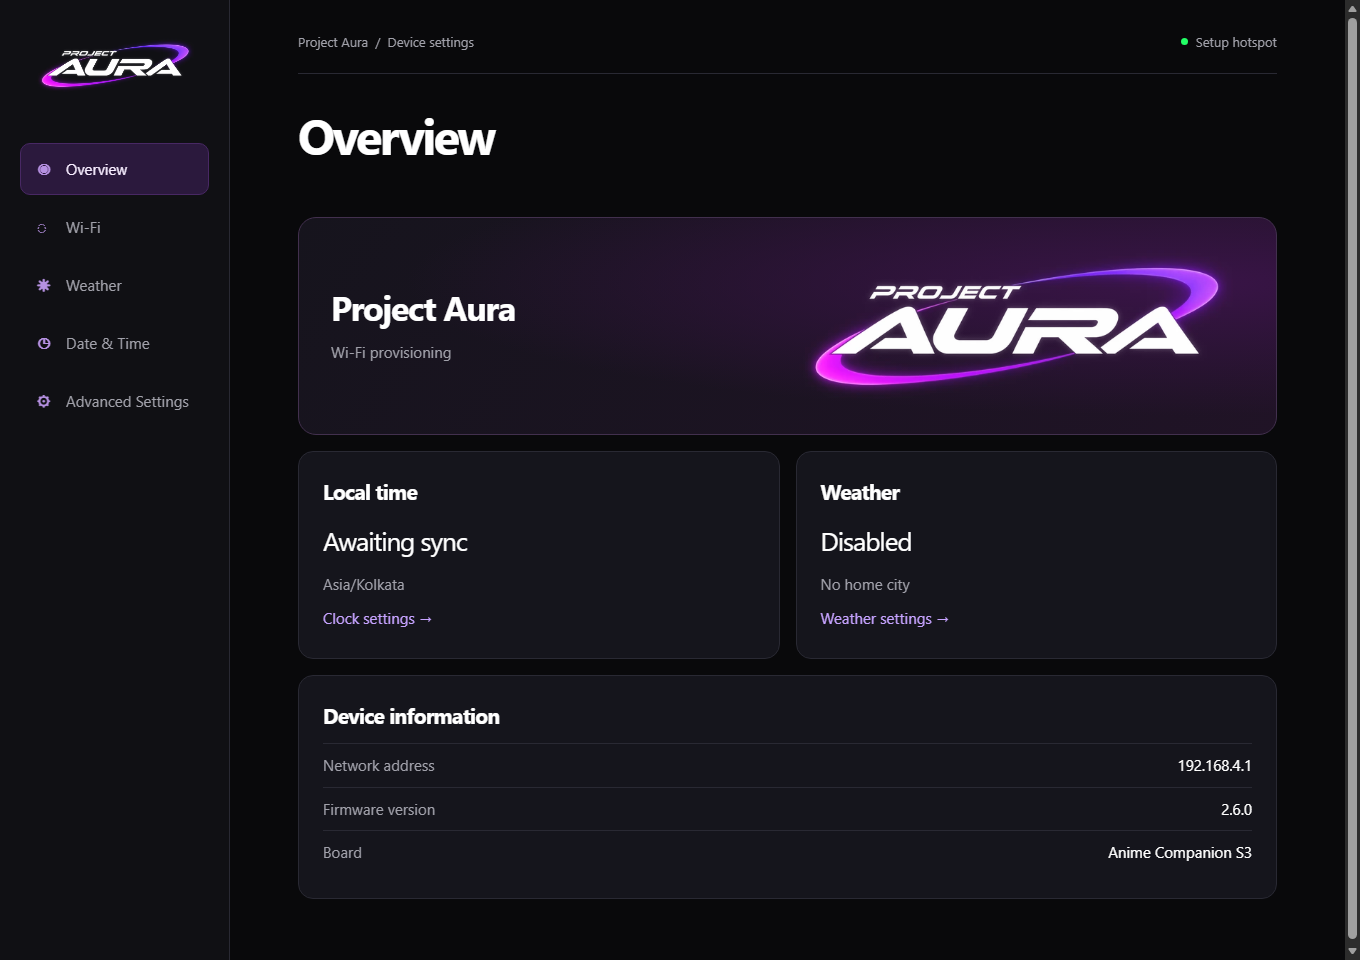 PROJECT
AURA
Project Aura / Device settings
Setup hotspot
Overview
Wi-Fi
Weather
Date & Time
Advanced Settings
Overview
Project Aura
Wi-Fi provisioning
PROJECT
AURA
Local time
Awaiting sync
Asia/Kolkata
Clock settings →
Weather
Disabled
No home city
Weather settings →
Device information
Network address 192.168.4.1
Firmware version 2.6.0
Board Anime Companion S3